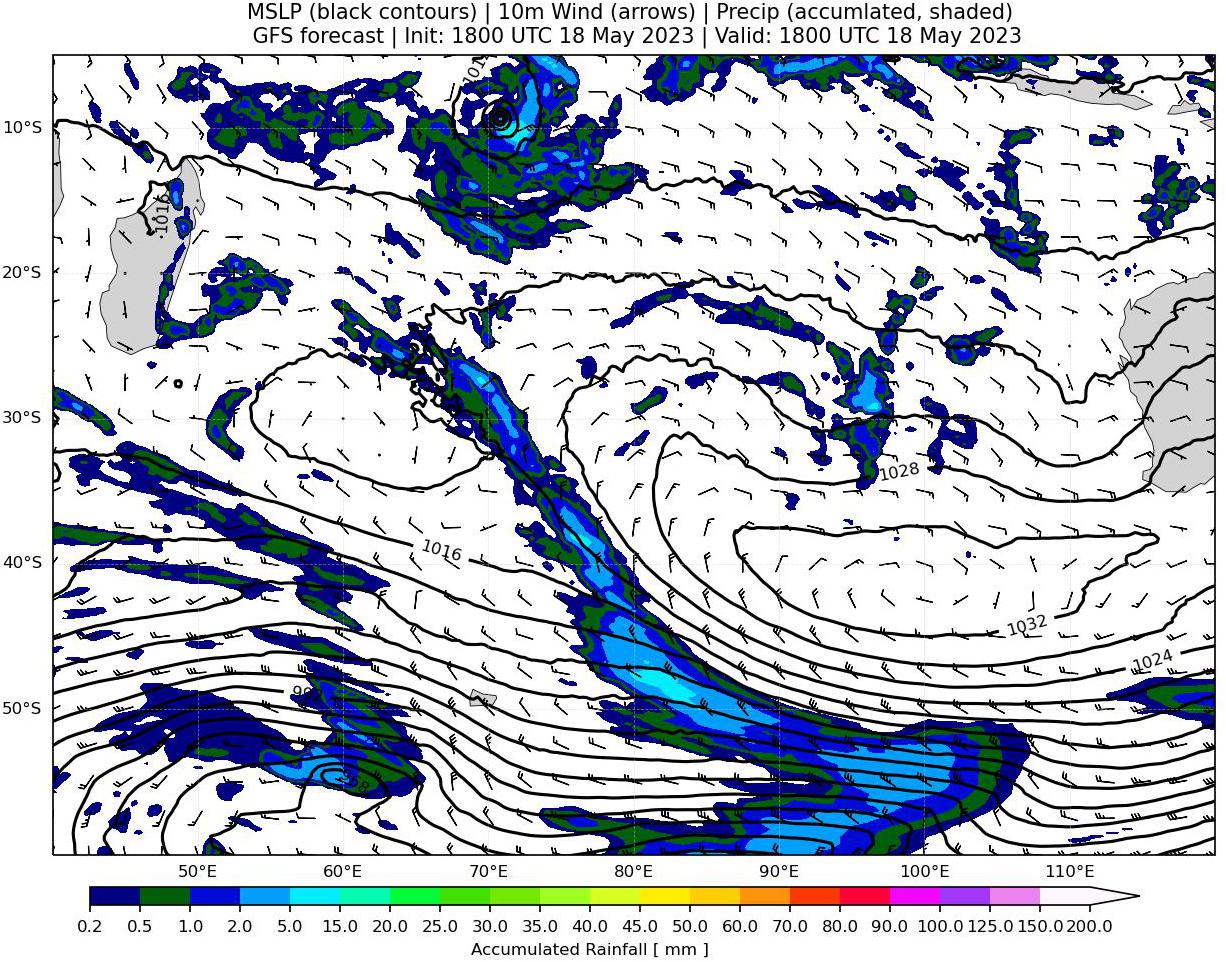 MSLP (black contours) | 10m Wind (arrows) | Precip (accumlated, shaded)
GFS forecast | Init: 1800 UTC 18 May 2023 | Valid: 1800 UTC 18 May 2023
10°S
1016
20°S
30°S
1028
1016
40°S
1032
1024
50°S
50°E 60°E 70°E 80°E 90°E 100°E 110°E
0.2 0.5 1.0 2.0 5.0 10.0 15.0 20.0 25.0 30.0 35.0 40.0 45.0 50.0 60.0 70.0 80.0 90.0 100.0 125.0 150.0 200.0
Accumulated Rainfall [ mm ]